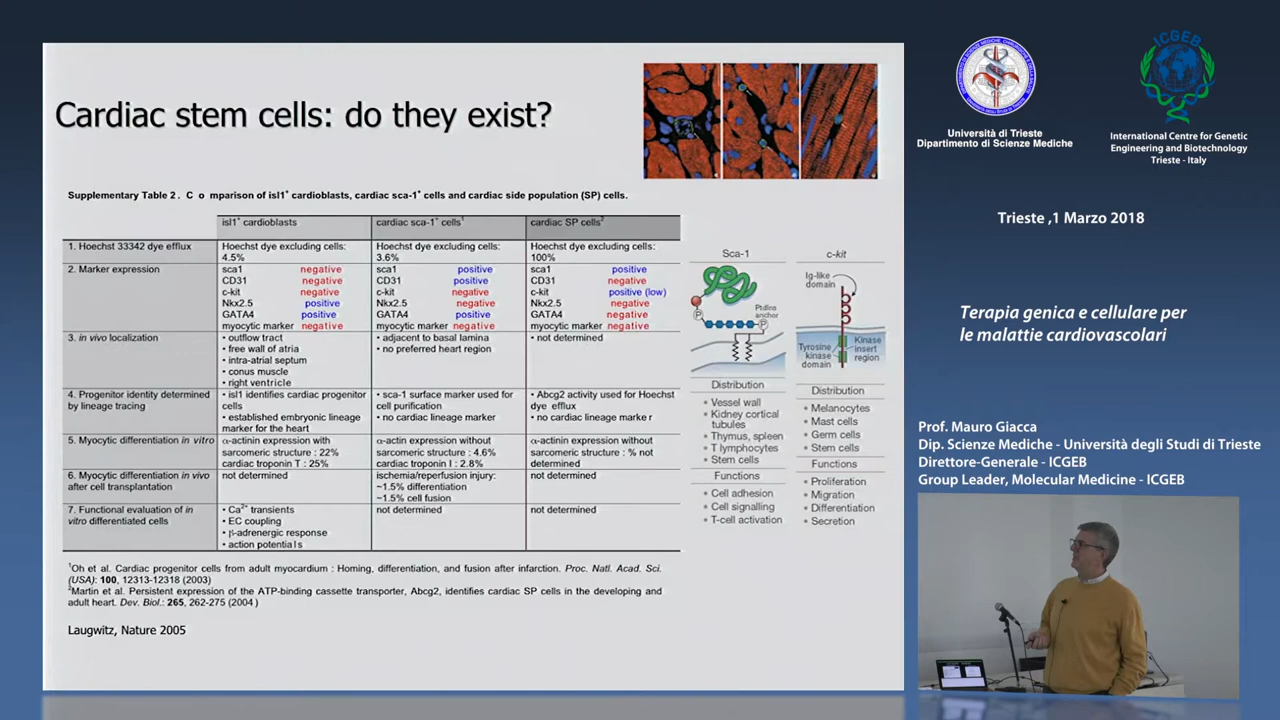 Cardiac stem cells: do they exist?
Supplementary Table 2 . C o mparison of isl1+ cardioblasts, cardiac sca-1+ cells and cardiac side population (SP) cells.
isl1+ cardioblasts
cardiac sca-1+ cells1
cardiac SP cells2
1. Hoechst 33342 dye efflux
Hoechst dye excluding cells:
4.5%
Hoechst dye excluding cells:
3.6%
Hoechst dye excluding cells:
100%
2. Marker expression
sca1 negative
CD31 negative
c-kit negative
Nkx2.5 positive
GATA4 positive
myocytic marker negative
sca1 positive
CD31 positive
c-kit negative
Nkx2.5 negative
GATA4 positive
myocytic marker negative
sca1 positive
CD31 negative
c-kit positive (low)
Nkx2.5 negative
GATA4 negative
myocytic marker negative
3. in vivo localization
• outflow tract
• free wall of atria
• intra-atrial septum
• conus muscle
• right ventricle
• adjacent to basal lamina
• no preferred heart region
• not determined
4. Progenitor identity determined
by lineage tracing
• isl1 identifies cardiac progenitor
cells
• established embryonic lineage
marker for the heart
• sca-1 surface marker used for
cell purification
• no cardiac lineage marker
• Abcg2 activity used for Hoechst
dye efflux
• no cardiac lineage marke r
5. Myocytic differentiation in vitro
α-actinin expression with
sarcomeric structure : 22%
cardiac troponin T : 25%
α-actin expression without
sarcomeric structure : 4.6%
cardiac troponin I : 2.8%
α-actinin expression without
sarcomeric structure : % not
determined
6. Myocytic differentiation in vivo
after cell transplantation
not determined
ischemia/reperfusion injury:
~1.5% differentiation
~1.5% cell fusion
not determined
7. Functional evaluation of in
vitro differentiated cells
• Ca2+ transients
• EC coupling
• β-adrenergic response
• action potentials
not determined
not determined
1Oh et al. Cardiac progenitor cells from adult myocardium : Homing, differentiation, and fusion after infarction. Proc. Natl. Acad. Sci.
(USA): 100, 12313-12318 (2003)
2Martin et al. Persistent expression of the ATP-binding cassette transporter, Abcg2, identifies cardiac SP cells in the developing and
adult heart. Dev. Biol.: 265, 262-275 (2004 )
Laugwitz, Nature 2005
Sca-1
P
P
PtdIns
anchor
Distribution
• Vessel wall
• Kidney cortical
tubules
• Thymus, spleen
• T lymphocytes
• Stem cells
Functions
• Cell adhesion
• Cell signalling
• T-cell activation
c-kit
Ig-like
domain
Tyrosine
kinase
domain
Kinase
insert
region
Distribution
• Melanocytes
• Mast cells
• Germ cells
• Stem cells
Functions
• Proliferation
• Migration
• Differentiation
• Secretion
Università di Trieste
Dipartimento di Scienze Mediche
ICGEB
International Centre for Genetic
Engineering and Biotechnology
Trieste - Italy
Trieste ,1 Marzo 2018
Terapia genica e cellulare per
le malattie cardiovascolari
Prof. Mauro Giacca
Dip. Scienze Mediche - Università degli Studi di Trieste
Direttore-Generale - ICGEB
Group Leader, Molecular Medicine - ICGEB